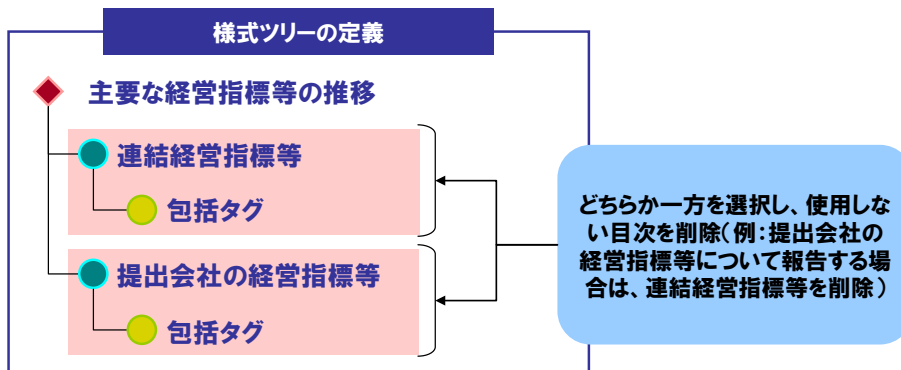 様式ツリーの定義
主要な経営指標等の推移
連結経営指標等
包括タグ
提出会社の経営指標等
包括タグ
どちらか一方を選択し、使用しな
い目次を削除(例:提出会社の
経営指標等について報告する場
合は、連結経営指標等を削除)